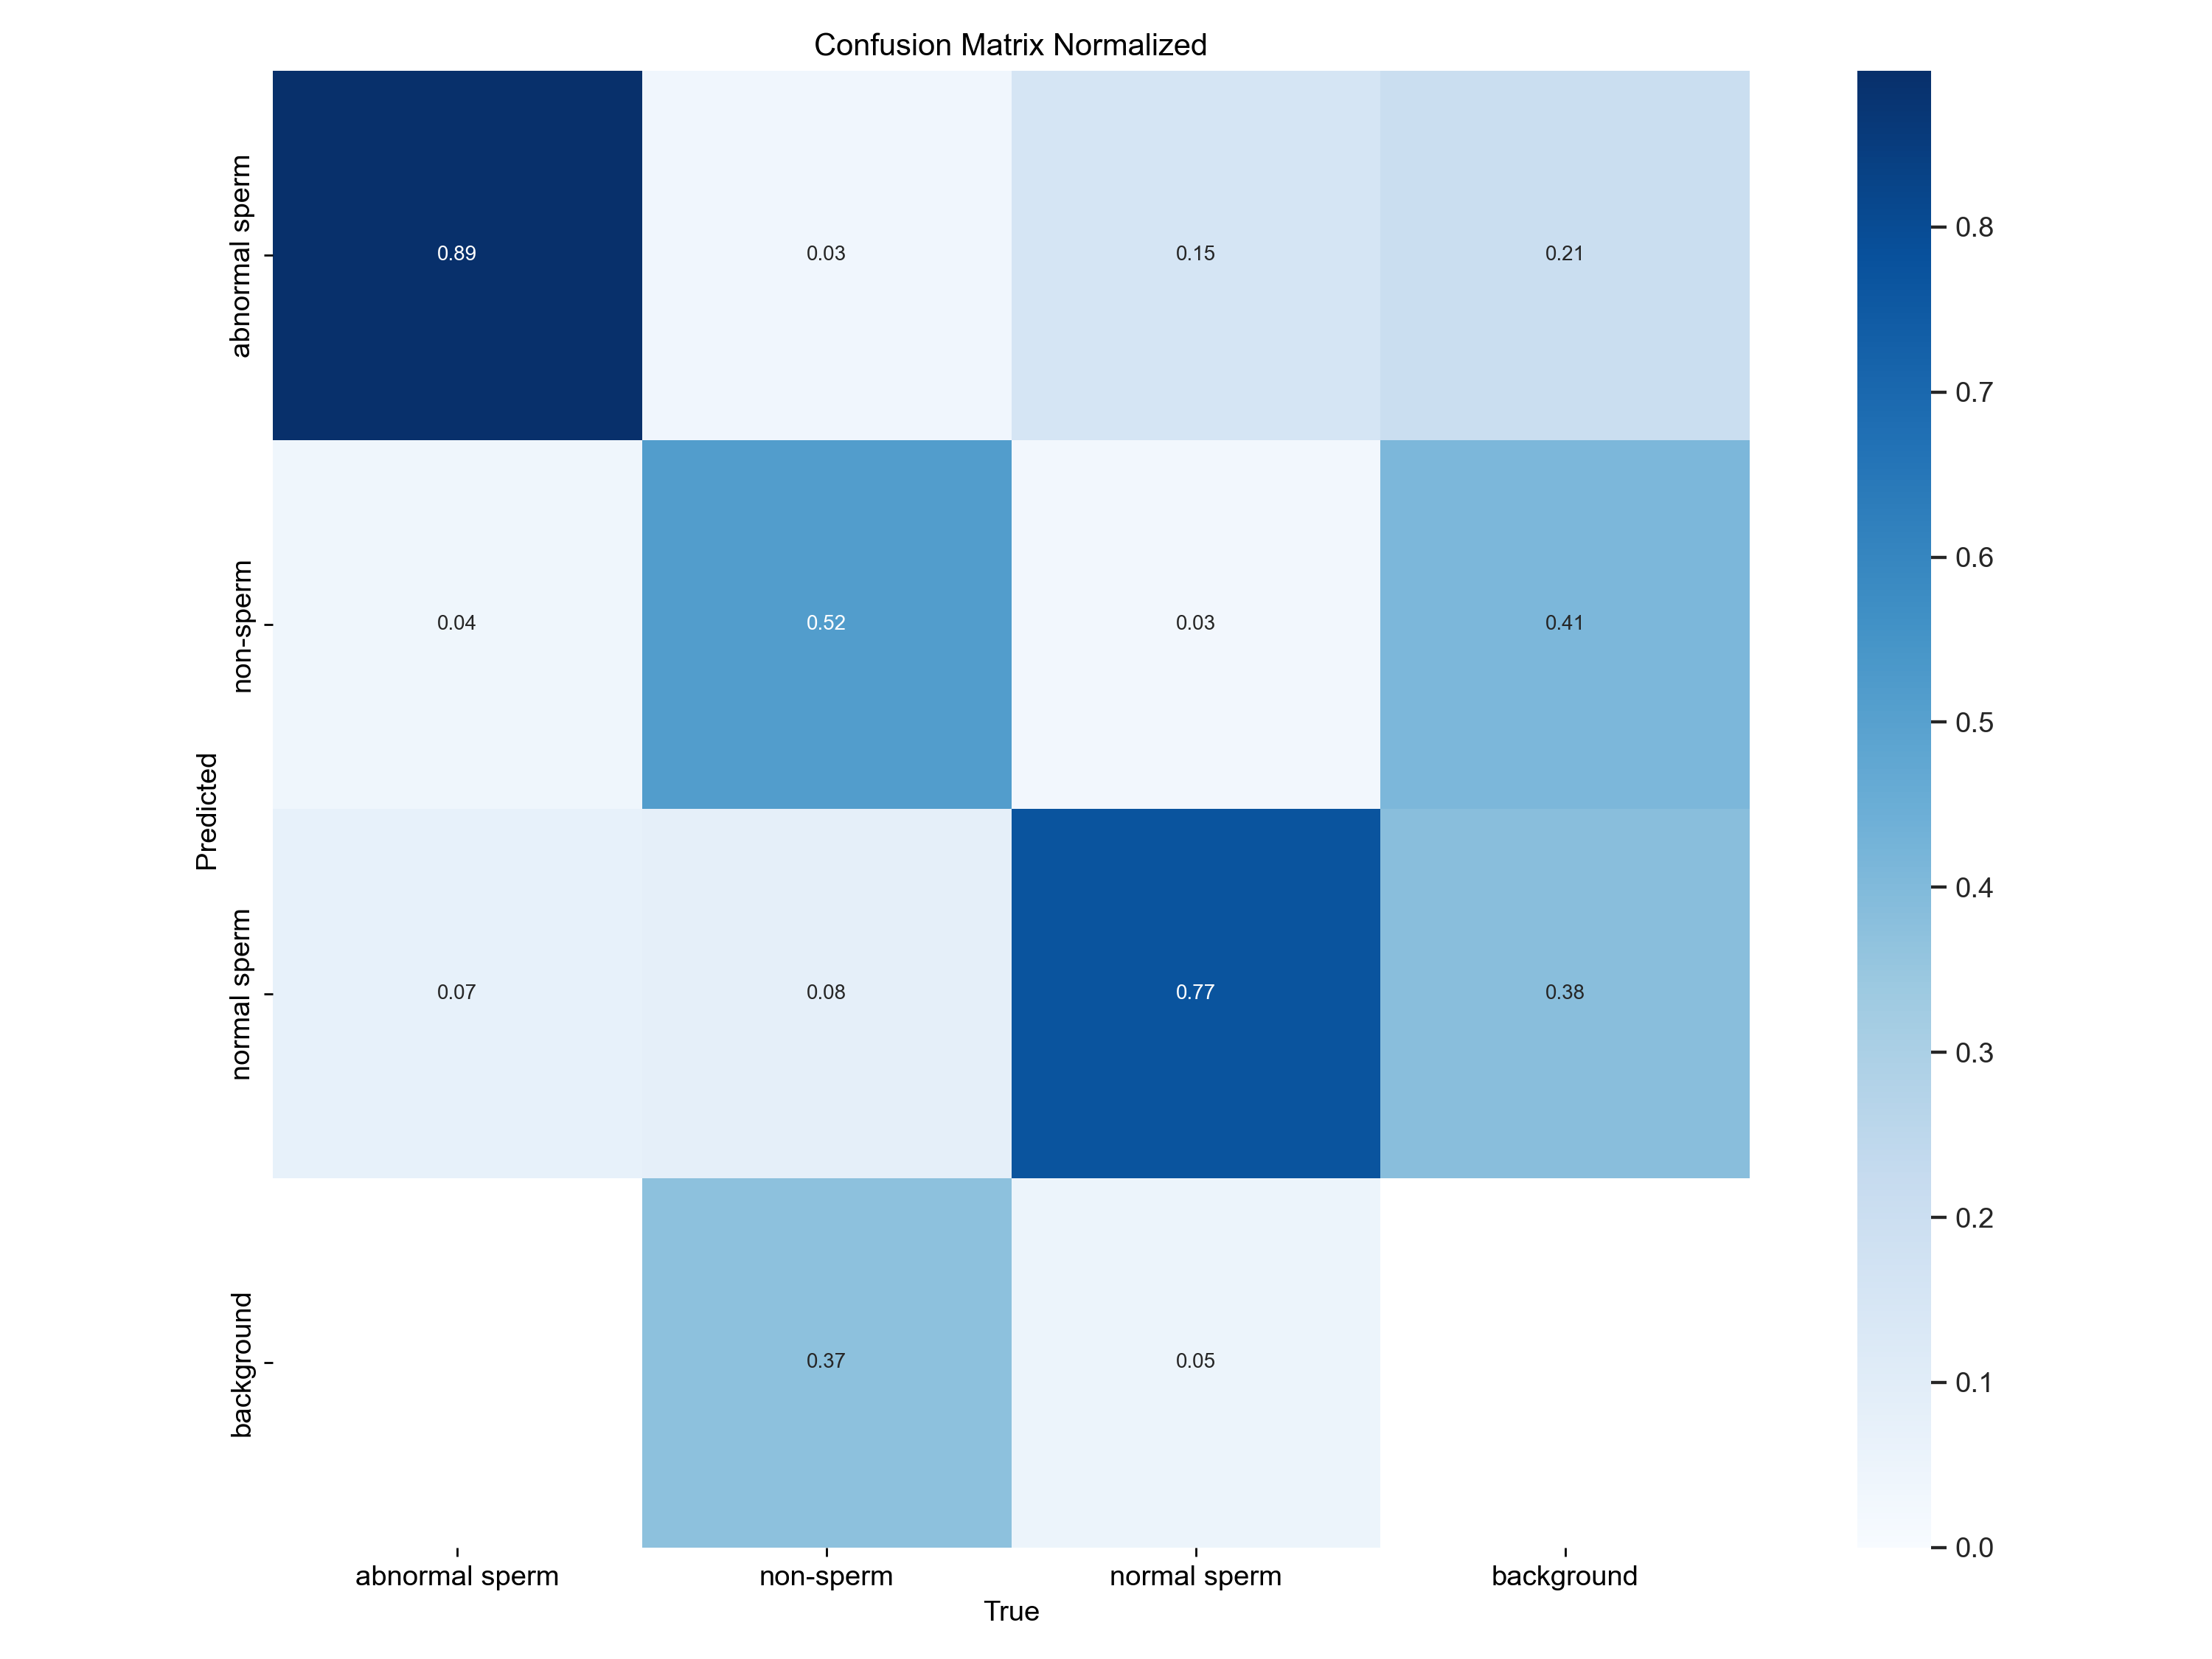 Confusion Matrix Normalized
abnormal sperm
0.89
0.03
0.15
0.21
non-sperm
0.04
0.52
0.03
0.41
normal sperm
0.07
0.08
0.77
0.38
background
0.37
0.05
Predicted
abnormal sperm
non-sperm
normal sperm
background
True
0.8
0.7
0.6
0.5
0.4
0.3
0.2
0.1
0.0